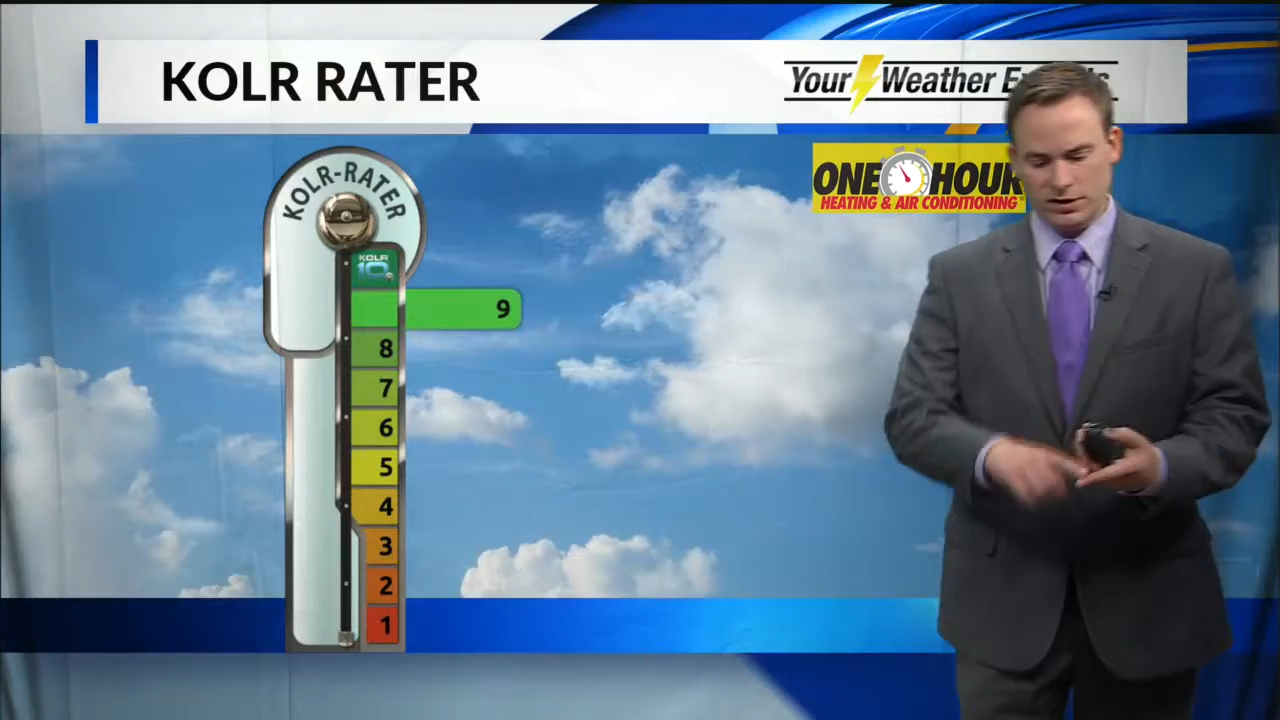 KOLR RATER
Your Weather
ONE HOUR
HEATING & AIR CONDITIONING
KOLR-RATER
KOLR
10
9
8
7
6
5
4
3
2
1